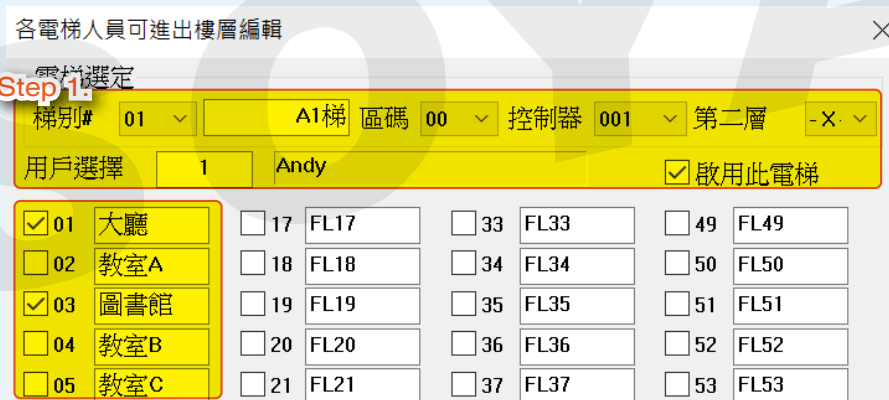 各電梯人員可進出樓層編輯
電梯選定
Step 1.
梯別# 01 A1梯 區碼 00 控制器 001 第二層 -X-
用戶選擇 1 Andy 啟用此電梯
01 大廳 17 FL17 33 FL33 49 FL49
02 教室A 18 FL18 34 FL34 50 FL50
03 圖書館 19 FL19 35 FL35 51 FL51
04 教室B 20 FL20 36 FL36 52 FL52
05 教室C 21 FL21 37 FL37 53 FL53